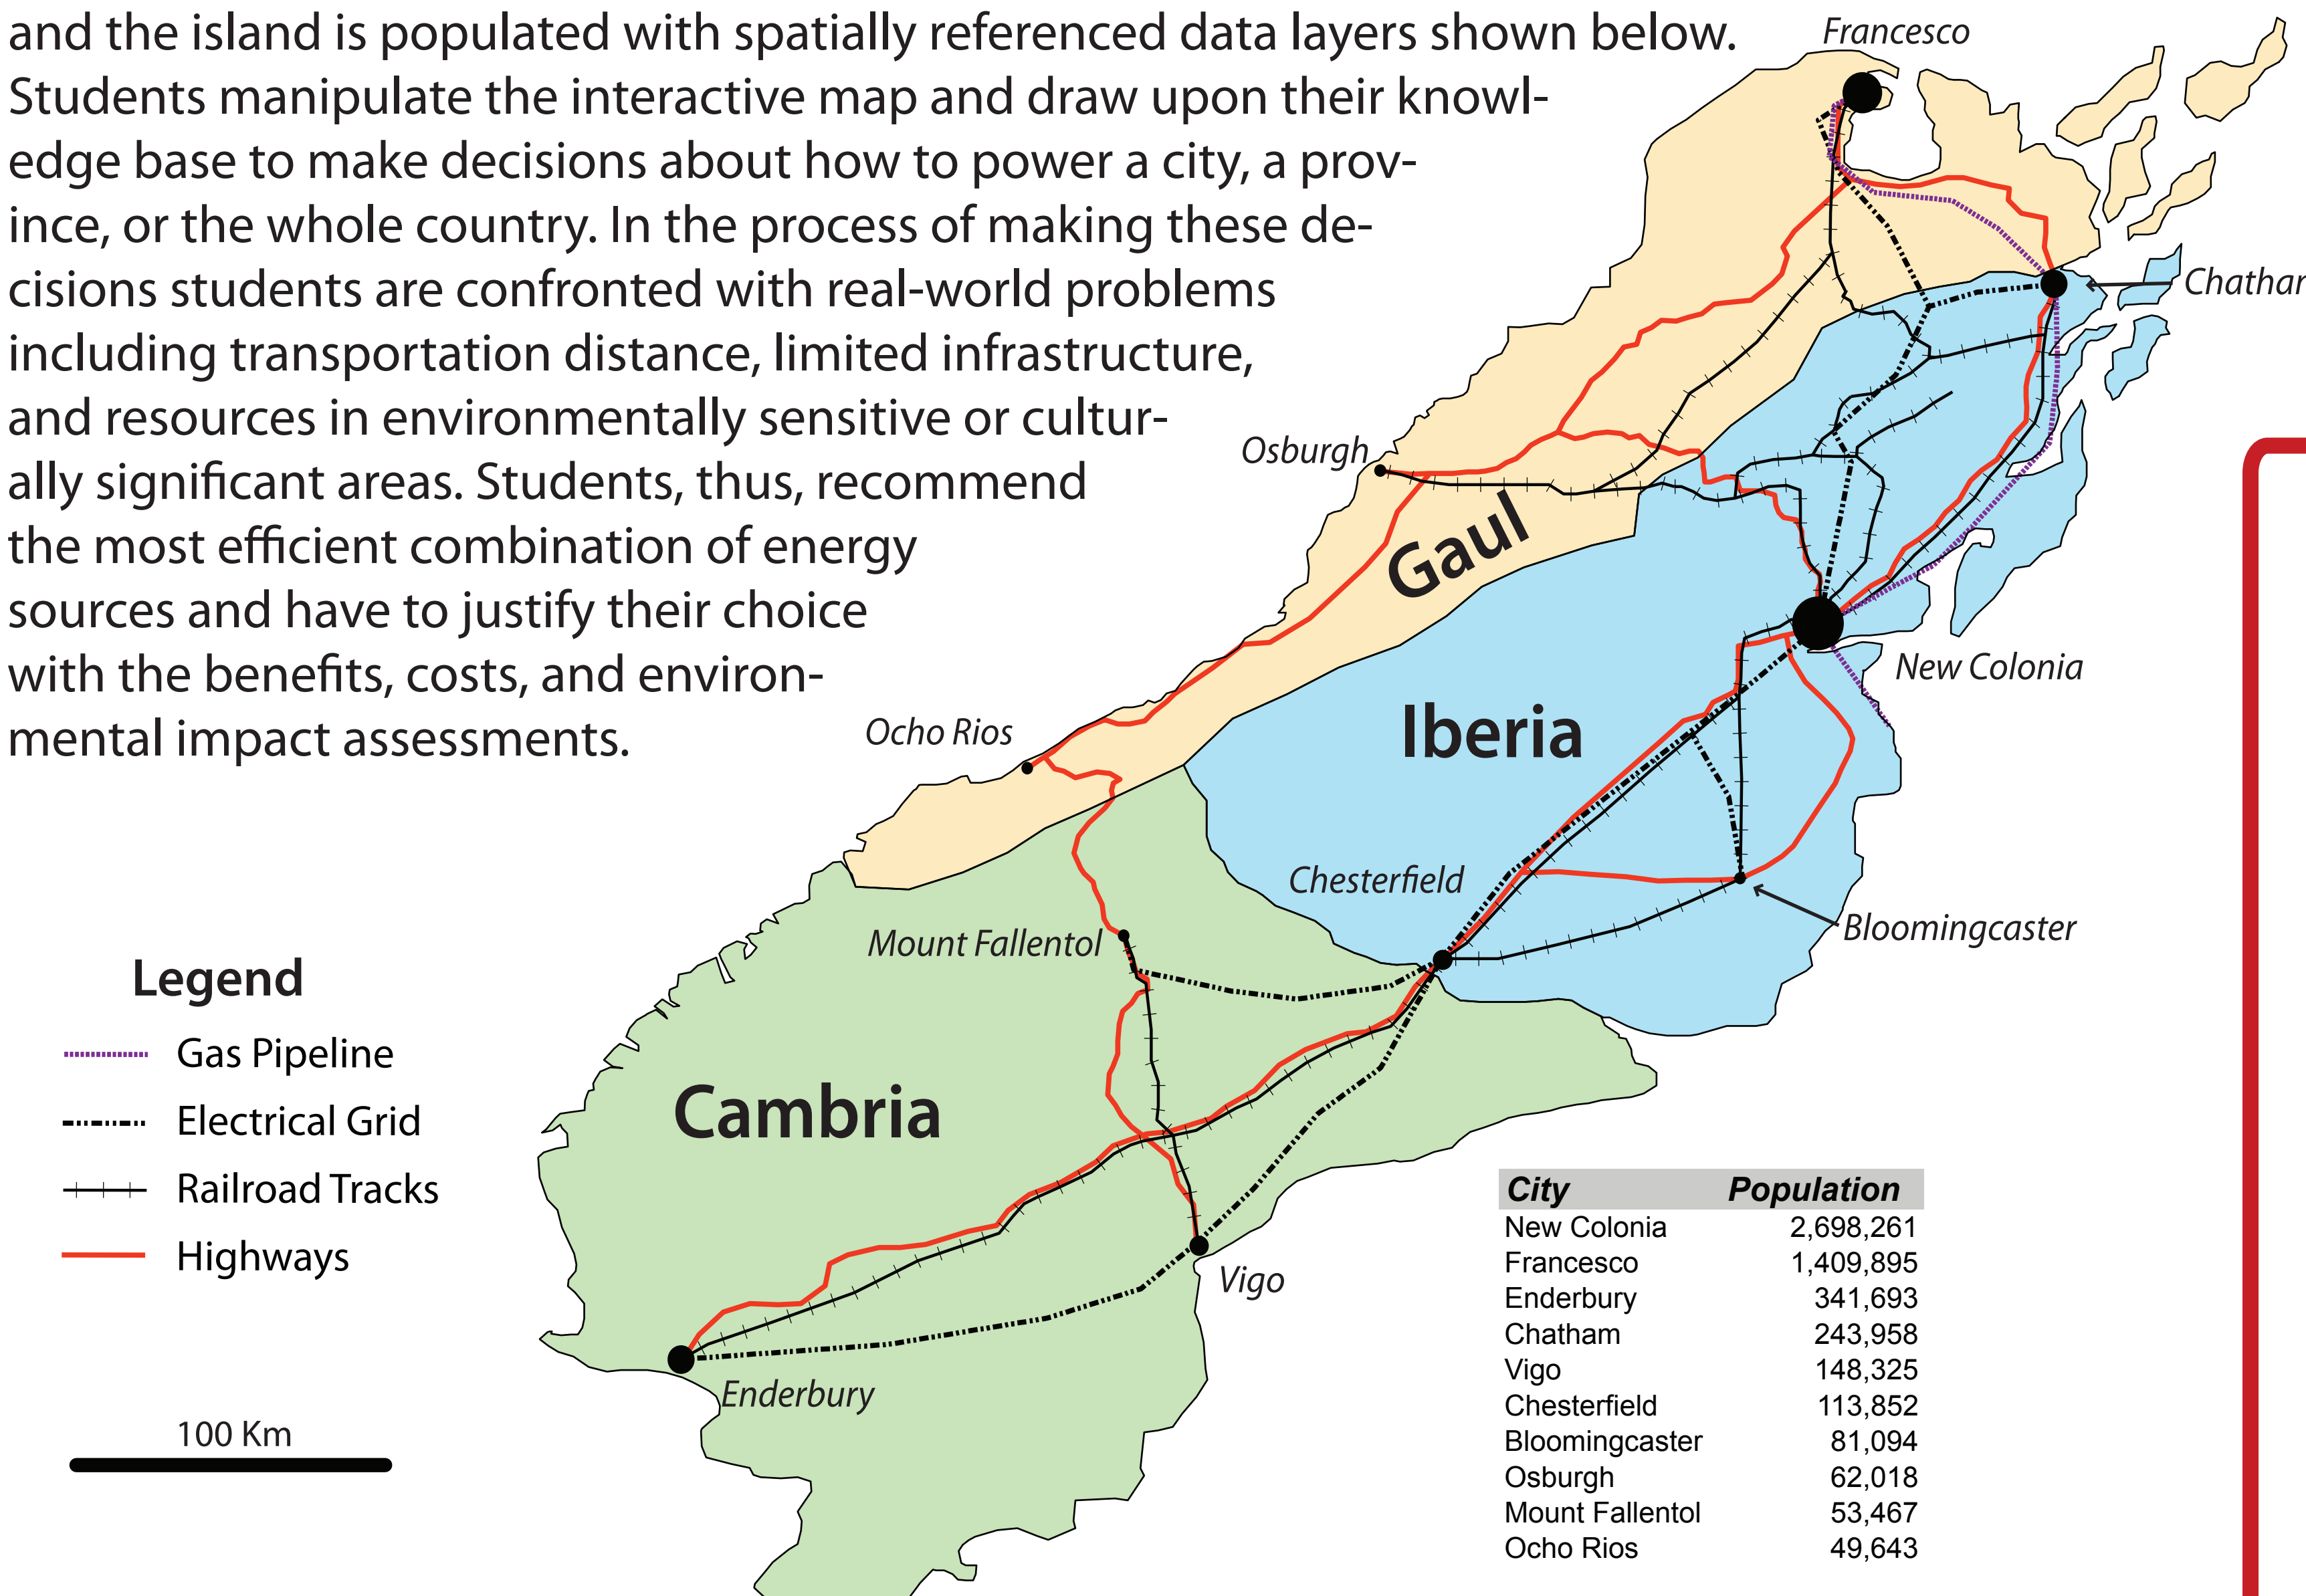 and the island is populated with spatially referenced data layers shown below.
Students manipulate the interactive map and draw upon their knowl-
edge base to make decisions about how to power a city, a prov-
ince, or the whole country. In the process of making these de-
cisions students are confronted with real-world problems
including transportation distance, limited infrastructure,
and resources in environmentally sensitive or cultur-
ally significant areas. Students, thus, recommend
the most efficient combination of energy
sources and have to justify their choice
with the benefits, costs, and environ-
mental impact assessments.
Francesco
Chathar
Osburgh
Gaul
New Colonia
Ocho Rios
Iberia
Chesterfield
Bloomingcaster
Mount Fallentol
Cambria
Vigo
Enderbury
Legend
Gas Pipeline
Electrical Grid
Railroad Tracks
Highways
100 Km
City Population
New Colonia 2,698,261
Francesco 1,409,895
Enderbury 341,693
Chatham 243,958
Vigo 148,325
Chesterfield 113,852
Bloomingcaster 81,094
Osburgh 62,018
Mount Fallentol 53,467
Ocho Rios 49,643